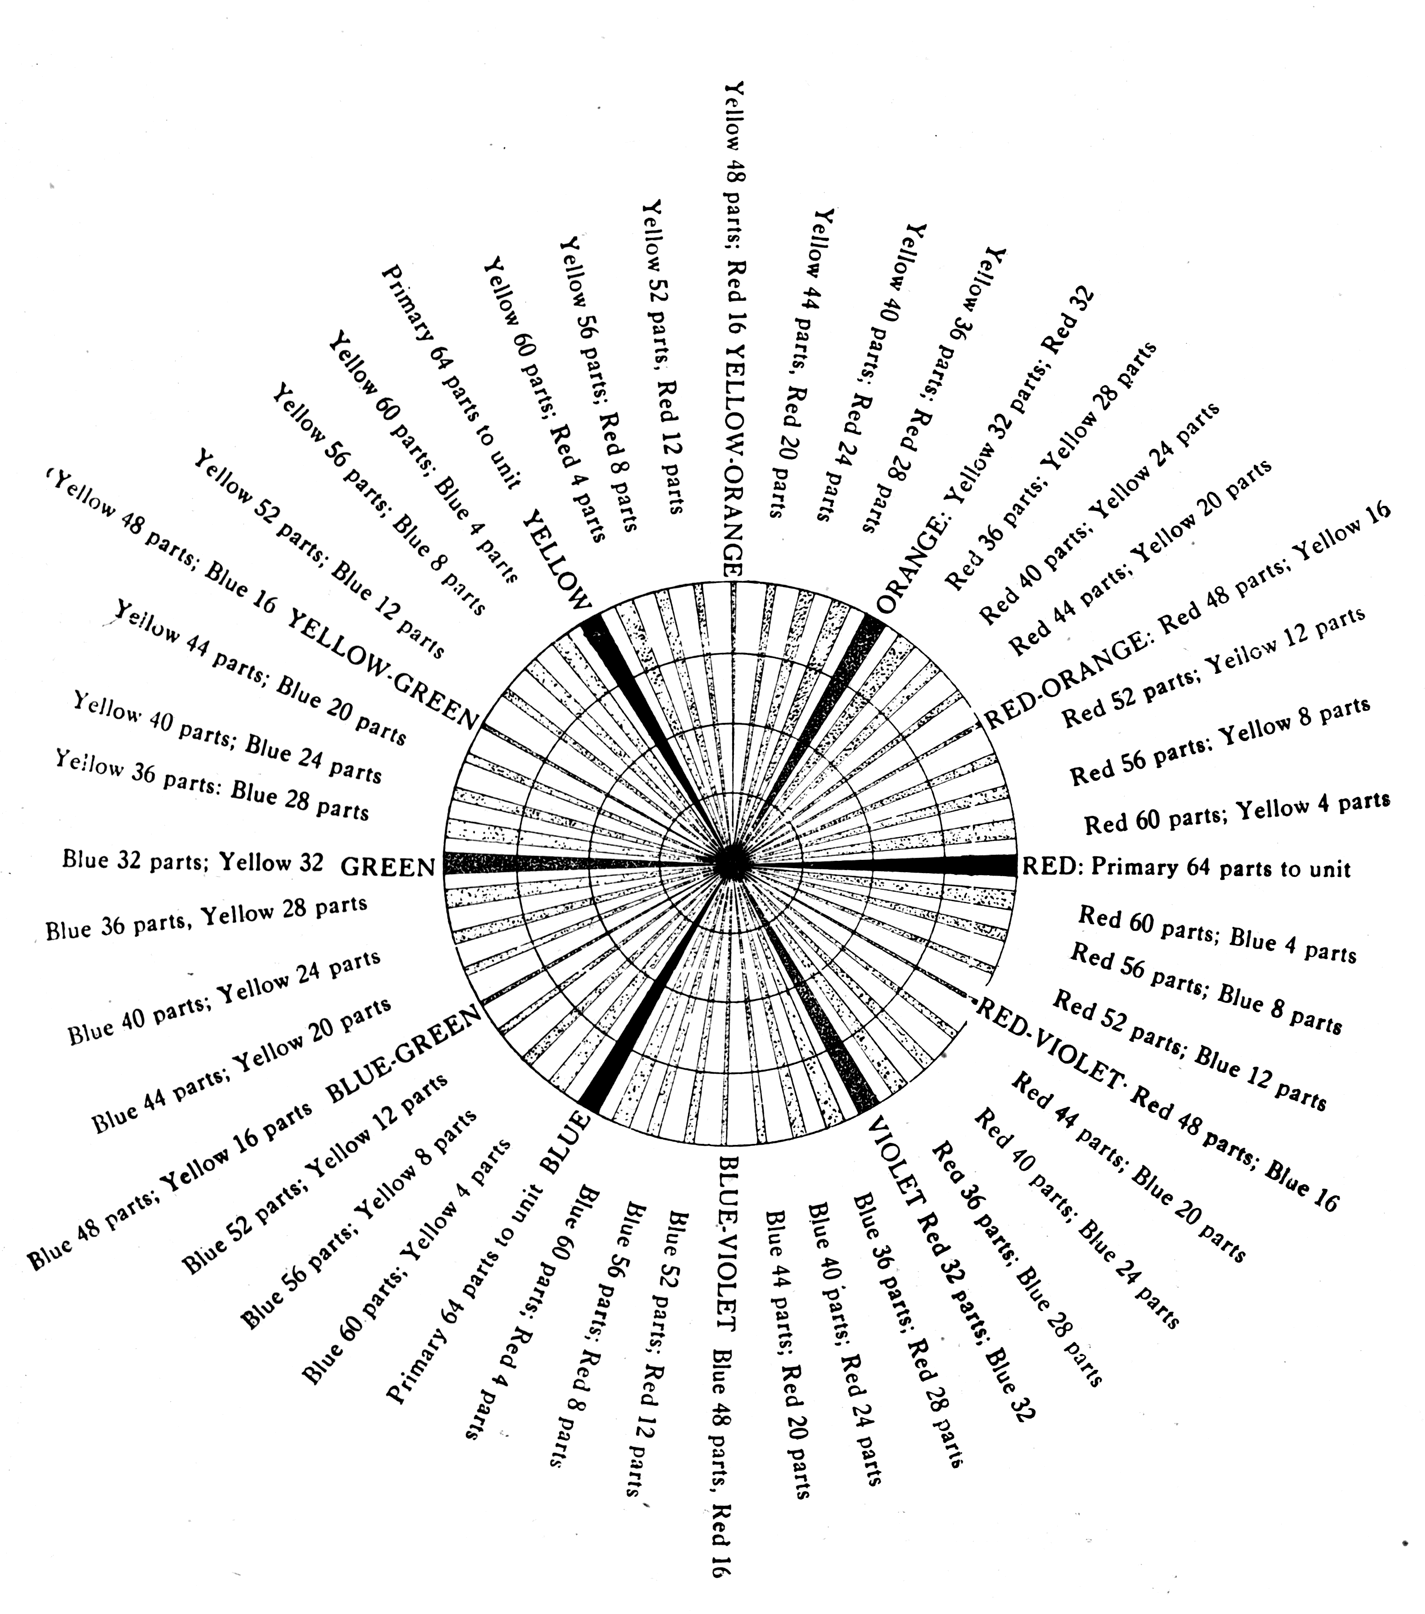 Yellow 48 parts; Red 16 YELLOW-ORANGE
Yellow 44 parts, Red 20 parts
Yellow 40 parts; Red 24 parts
Yellow 36 parts; Red 28 parts
ORANGE: Yellow 32 parts; Red 32
Red 36 parts; Yellow 28 parts
Red 40 parts; Yellow 24 parts
Red 44 parts; Yellow 20 parts
RED-ORANGE: Red 48 parts; Yellow 16
Red 52 parts; Yellow 12 parts
Red 56 parts; Yellow 8 parts
Red 60 parts; Yellow 4 parts
RED: Primary 64 parts to unit
Red 60 parts; Blue 4 parts
Red 56 parts; Blue 8 parts
Red 52 parts; Blue 12 parts
RED-VIOLET· Red 48 parts; Blue 16
Red 44 parts; Blue 20 parts
Red 40 parts; Blue 24 parts
Red 36 parts; Blue 28 parts
VIOLET Red 32 parts; Blue 32
Blue 36 parts; Red 28 parts
Blue 40 parts; Red 24 parts
Blue 44 parts; Red 20 parts
BLUE-VIOLET Blue 48 parts, Red 16
Blue 52 parts; Red 12 parts
Blue 56 parts; Red 8 parts
Blue 60 parts; Red 4 parts
Primary 64 parts to unit BLUE
Blue 60 parts; Yellow 4 parts
Blue 56 parts; Yellow 8 parts
Blue 52 parts; Yellow 12 parts
Blue 48 parts; Yellow 16 parts BLUE-GREEN
Blue 44 parts; Yellow 20 parts
Blue 40 parts; Yellow 24 parts
Blue 36 parts, Yellow 28 parts
Blue 32 parts; Yellow 32 GREEN
Yellow 36 parts: Blue 28 parts
Yellow 40 parts; Blue 24 parts
Yellow 44 parts; Blue 20 parts
(Yellow 48 parts; Blue 16 YELLOW-GREEN
Yellow 52 parts; Blue 12 parts
Yellow 56 parts; Blue 8 parts
Yellow 60 parts; Blue 4 parts
Primary 64 parts to unit YELLOW
Yellow 60 parts; Red 4 parts
Yellow 56 parts; Red 8 parts
Yellow 52 parts, Red 12 parts